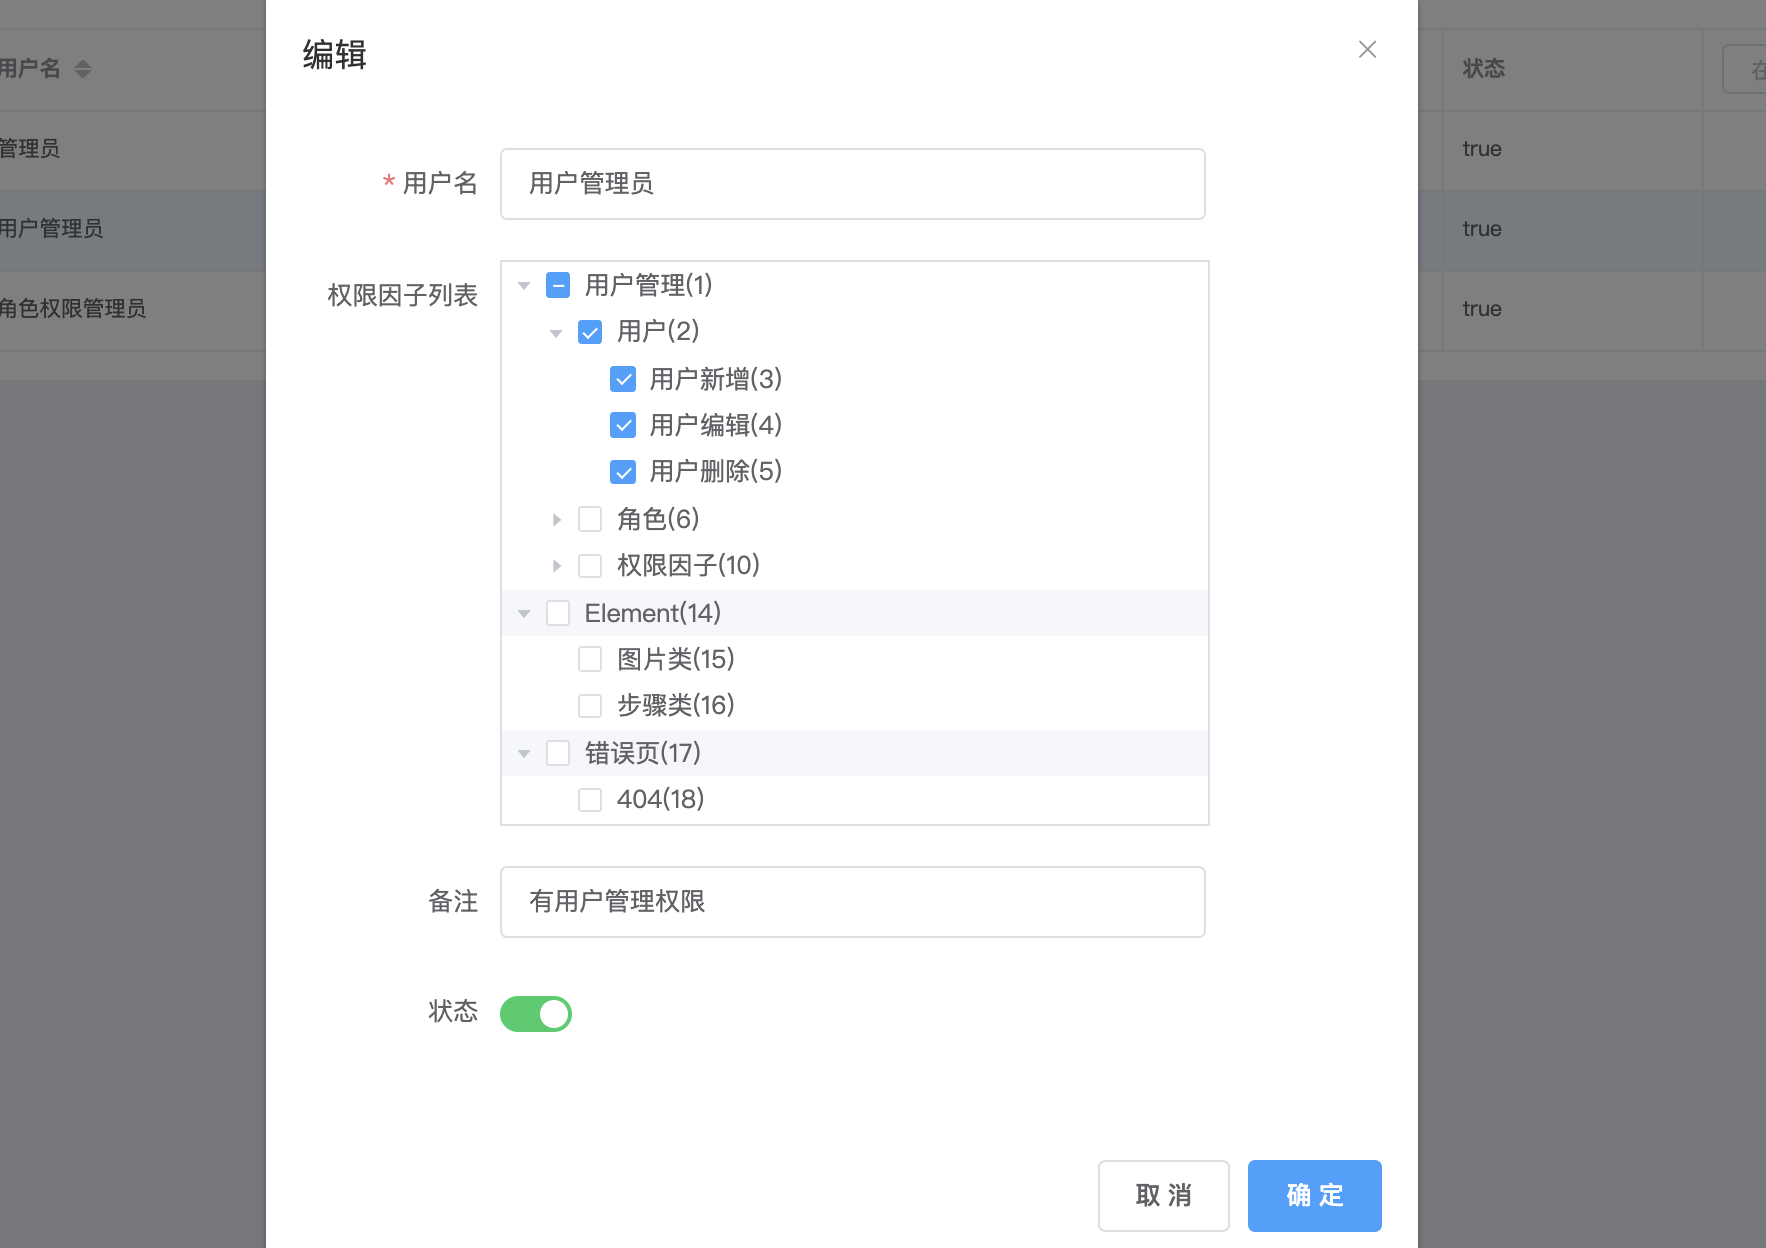 编辑
用户名
状态
管理员
true
* 用户名
用户管理员
用户管理员
true
权限因子列表
用户管理(1)
角色权限管理员
true
用户(2)
用户新增(3)
用户编辑(4)
用户删除(5)
角色(6)
权限因子(10)
Element(14)
图片类(15)
步骤类(16)
错误页(17)
404(18)
备注
有用户管理权限
状态
取 消
确 定